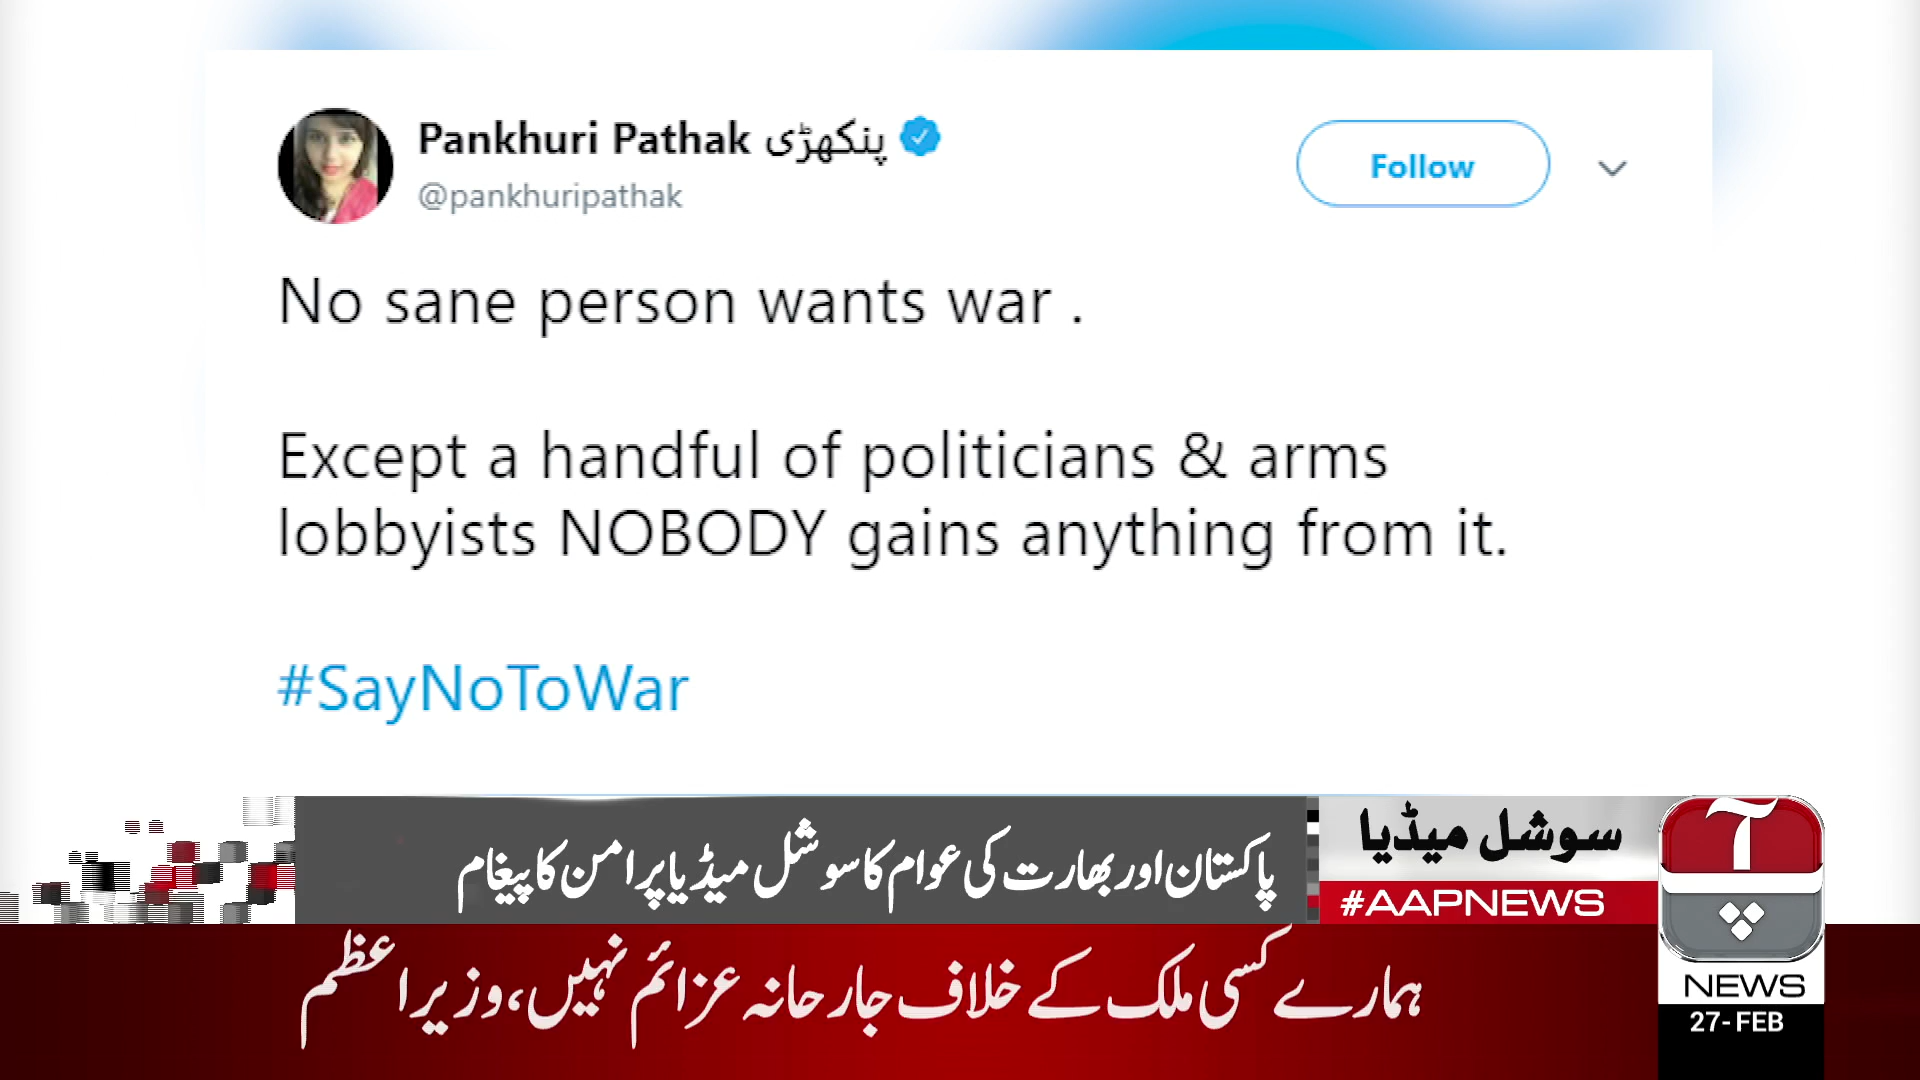 Pankhuri Pathak پنکھڑی
@pankhuripathak
Follow
No sane person wants war .
Except a handful of politicians & arms
lobbyists NOBODY gains anything from it.
#SayNoToWar
سوشل میڈیا
#AAPNEWS
پاکستان اور بھارت کی عوام کا سوشل میڈیا پر امن کا پیغام
ہمارے کسی ملک کے خلاف جارحانہ عزائم نہیں، وزیراعظم
آپ
NEWS
27-FEB